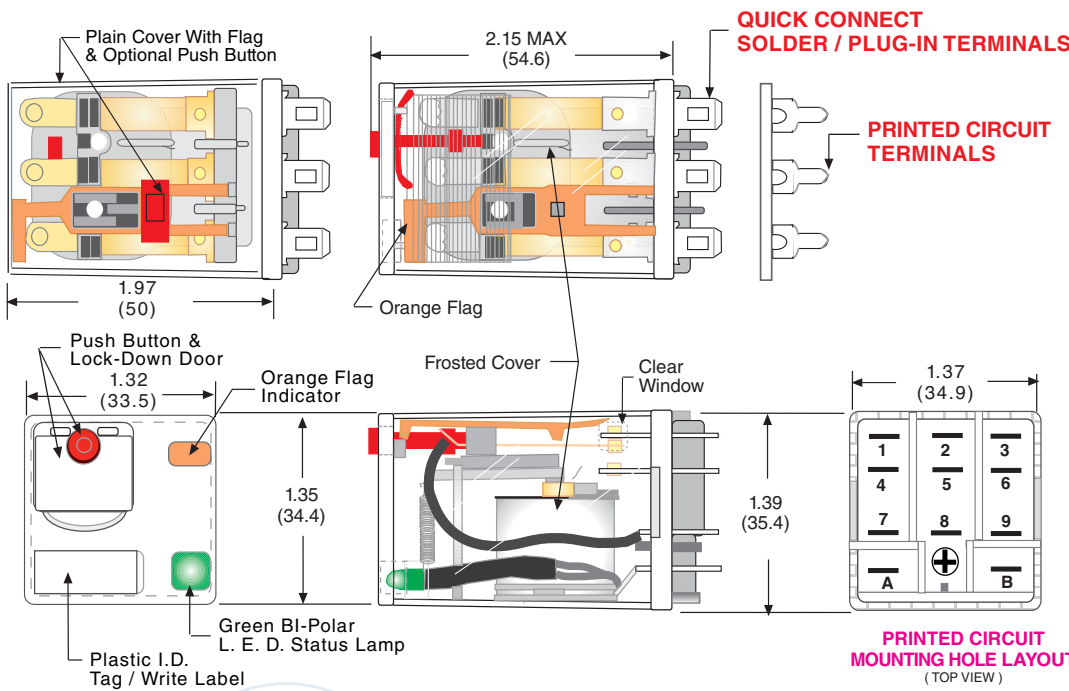 Plain Cover With Flag
& Optional Push Button
2.15 MAX
(54.6)
QUICK CONNECT
SOLDER / PLUG-IN TERMINALS
PRINTED CIRCUIT
TERMINALS
1.97
(50)
Orange Flag
Push Button &
Lock-Down Door
1.32
(33.5)
Orange Flag
Indicator
Frosted Cover
Clear
Window
1.37
(34.9)
1.35
(34.4)
1.39
(35.4)
1 2 3
4 5 6
7 8 9
A B
Green BI-Polar
L. E. D. Status Lamp
Plastic I.D.
Tag / Write Label
PRINTED CIRCUIT
MOUNTING HOLE LAYOUT
( TOP VIEW )